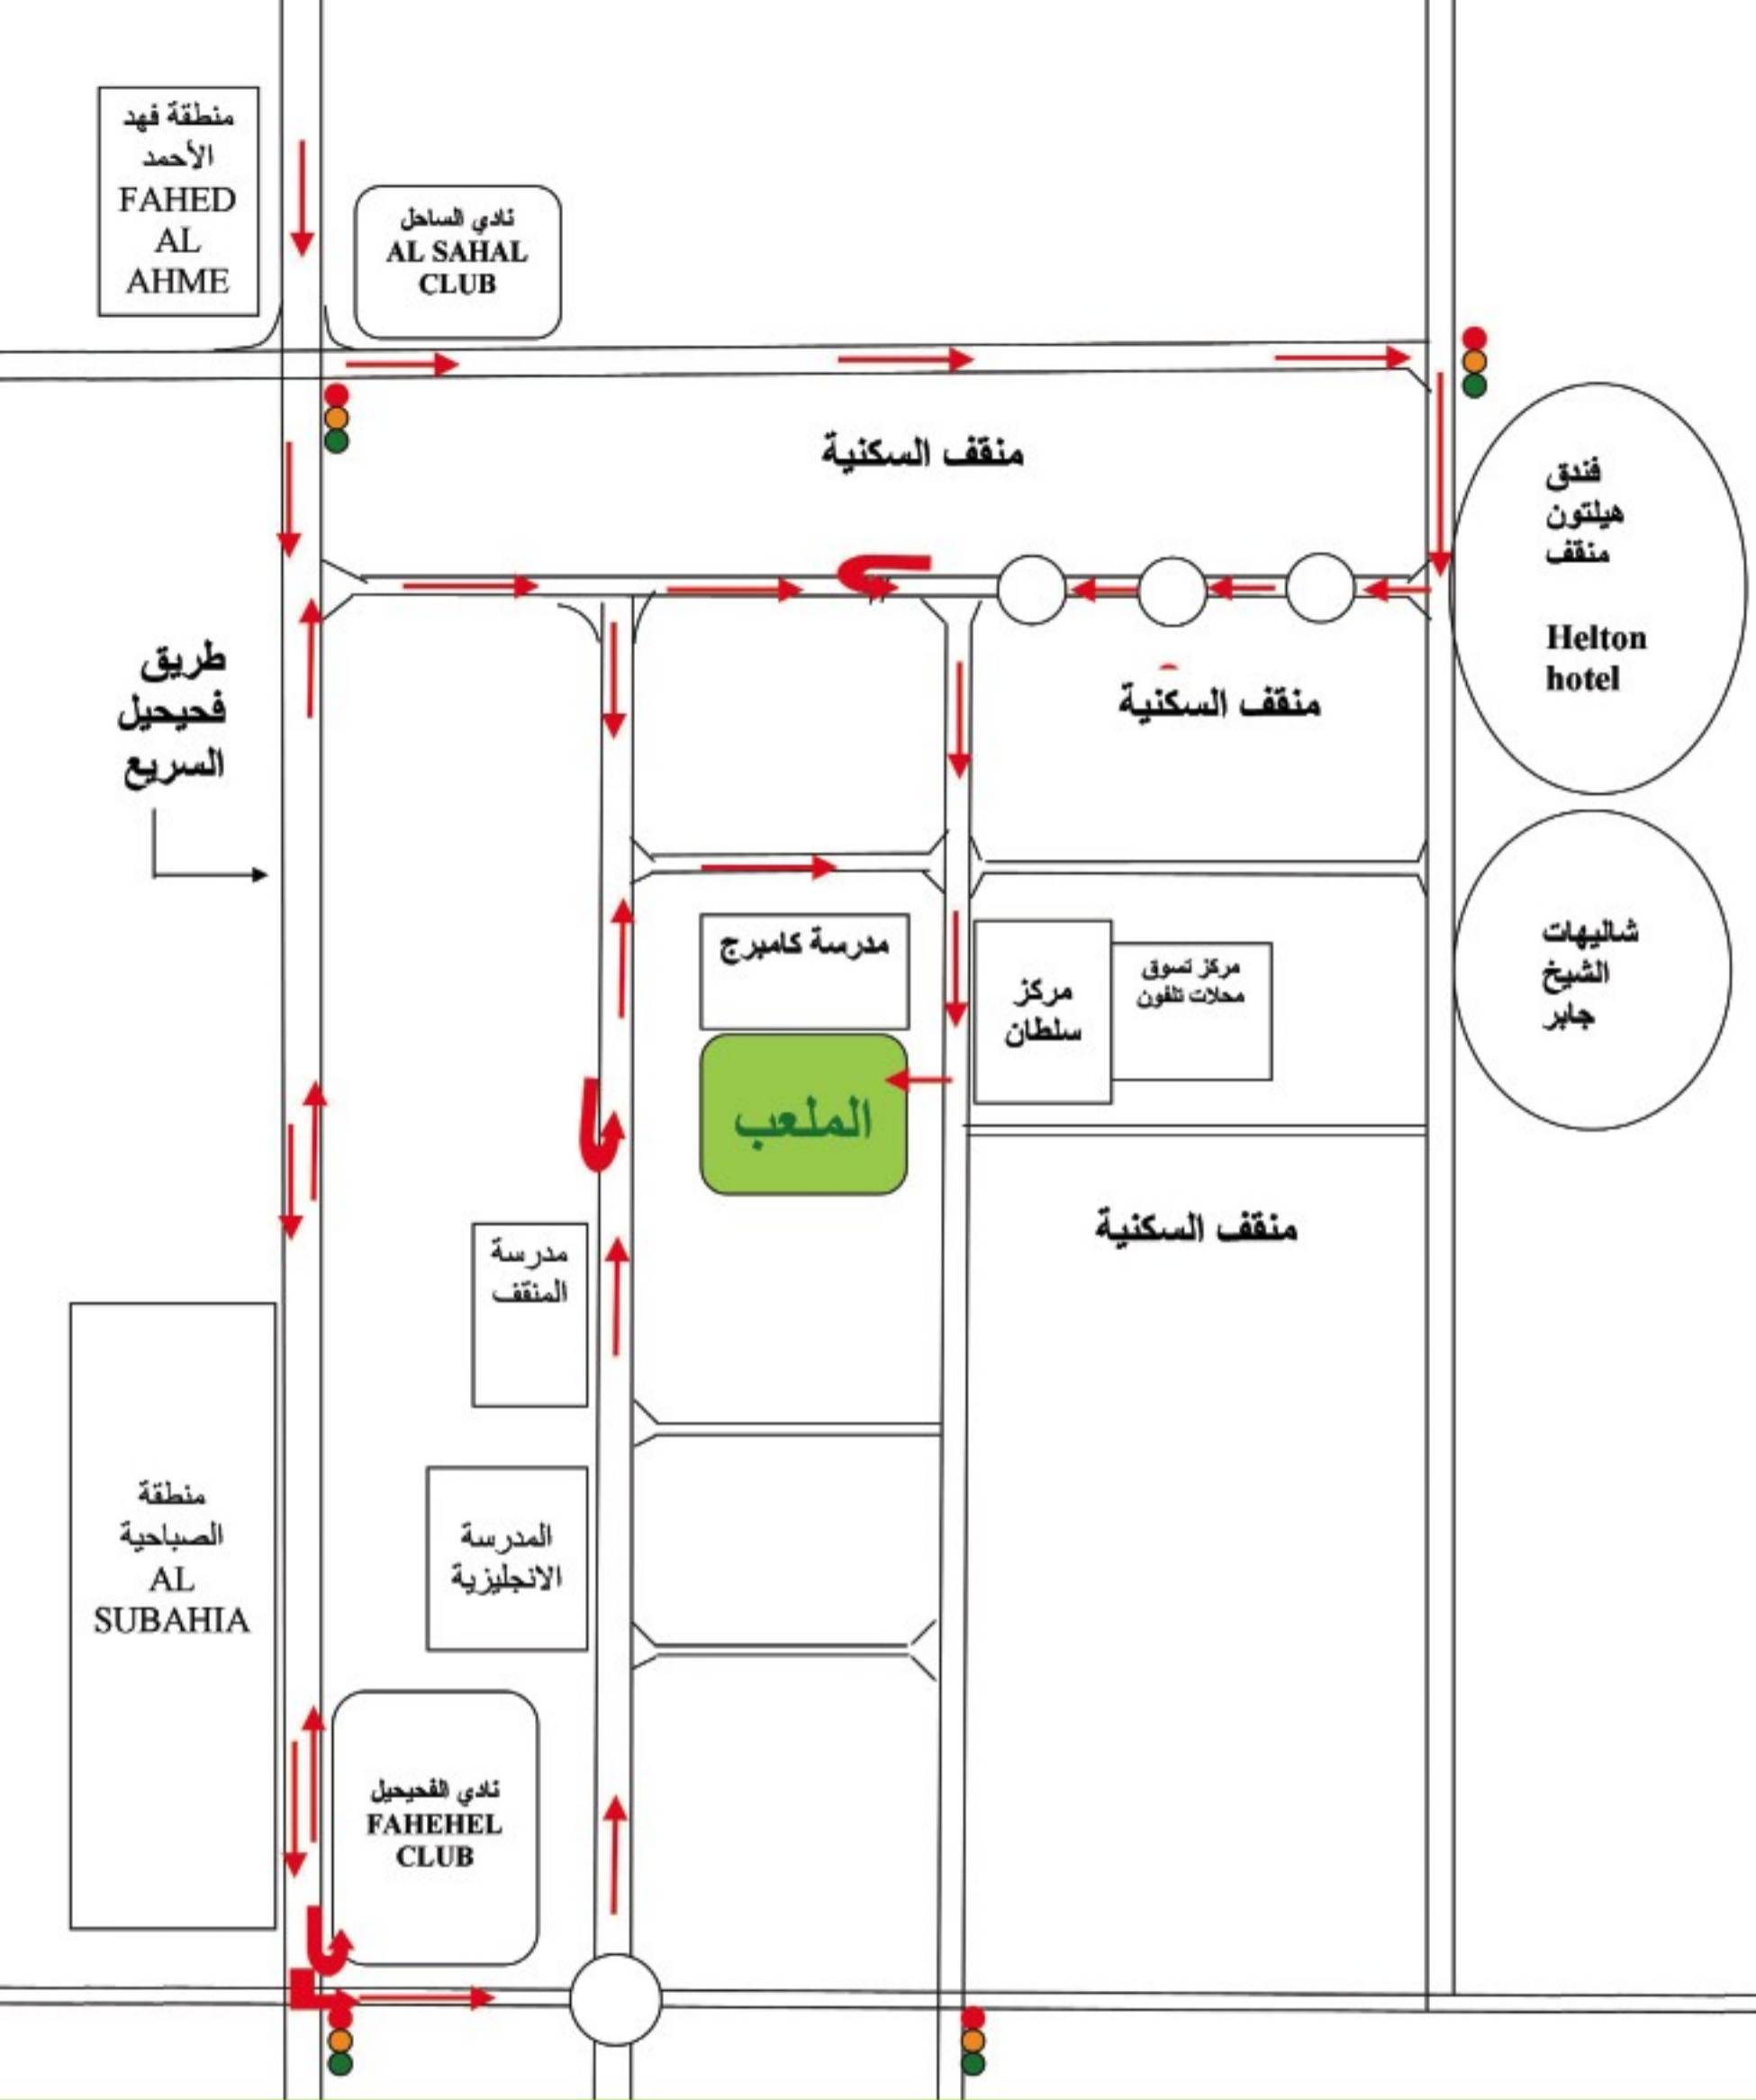 منطقة فهد
الأحمد
FAHED
AL
AHME
نادي الساحل
AL SAHAL
CLUB
منقف السكنية
فندق
هيلتون
منقف
Helton
hotel
طريق
فحيحيل
السريع
منقف السكنية
مدرسة كامبرج
مركز
سلطان
مركز تسوق
محلات تلفون
شاليهات
الشيخ
جابر
الملعب
منقف السكنية
مدرسة
المنقف
منطقة
الصباحية
AL
SUBAHIA
المدرسة
الانجليزية
نادي الفحيحيل
FAHEHEL
CLUB